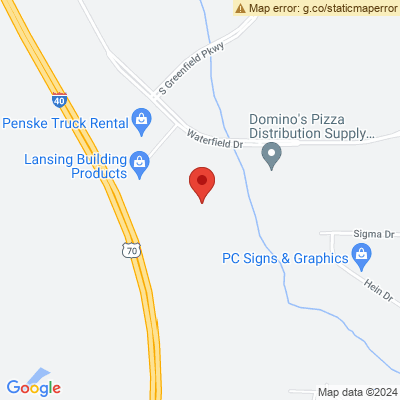 Map error: g.co/staticmaperror
S Greenfield Pkwy
40
Penske Truck Rental
Waterfield Dr
Domino's Pizza
Distribution Supply...
Lansing Building
Products
70
Sigma Dr
PC Signs & Graphics
Hein Dr
Google
Map data ©2024